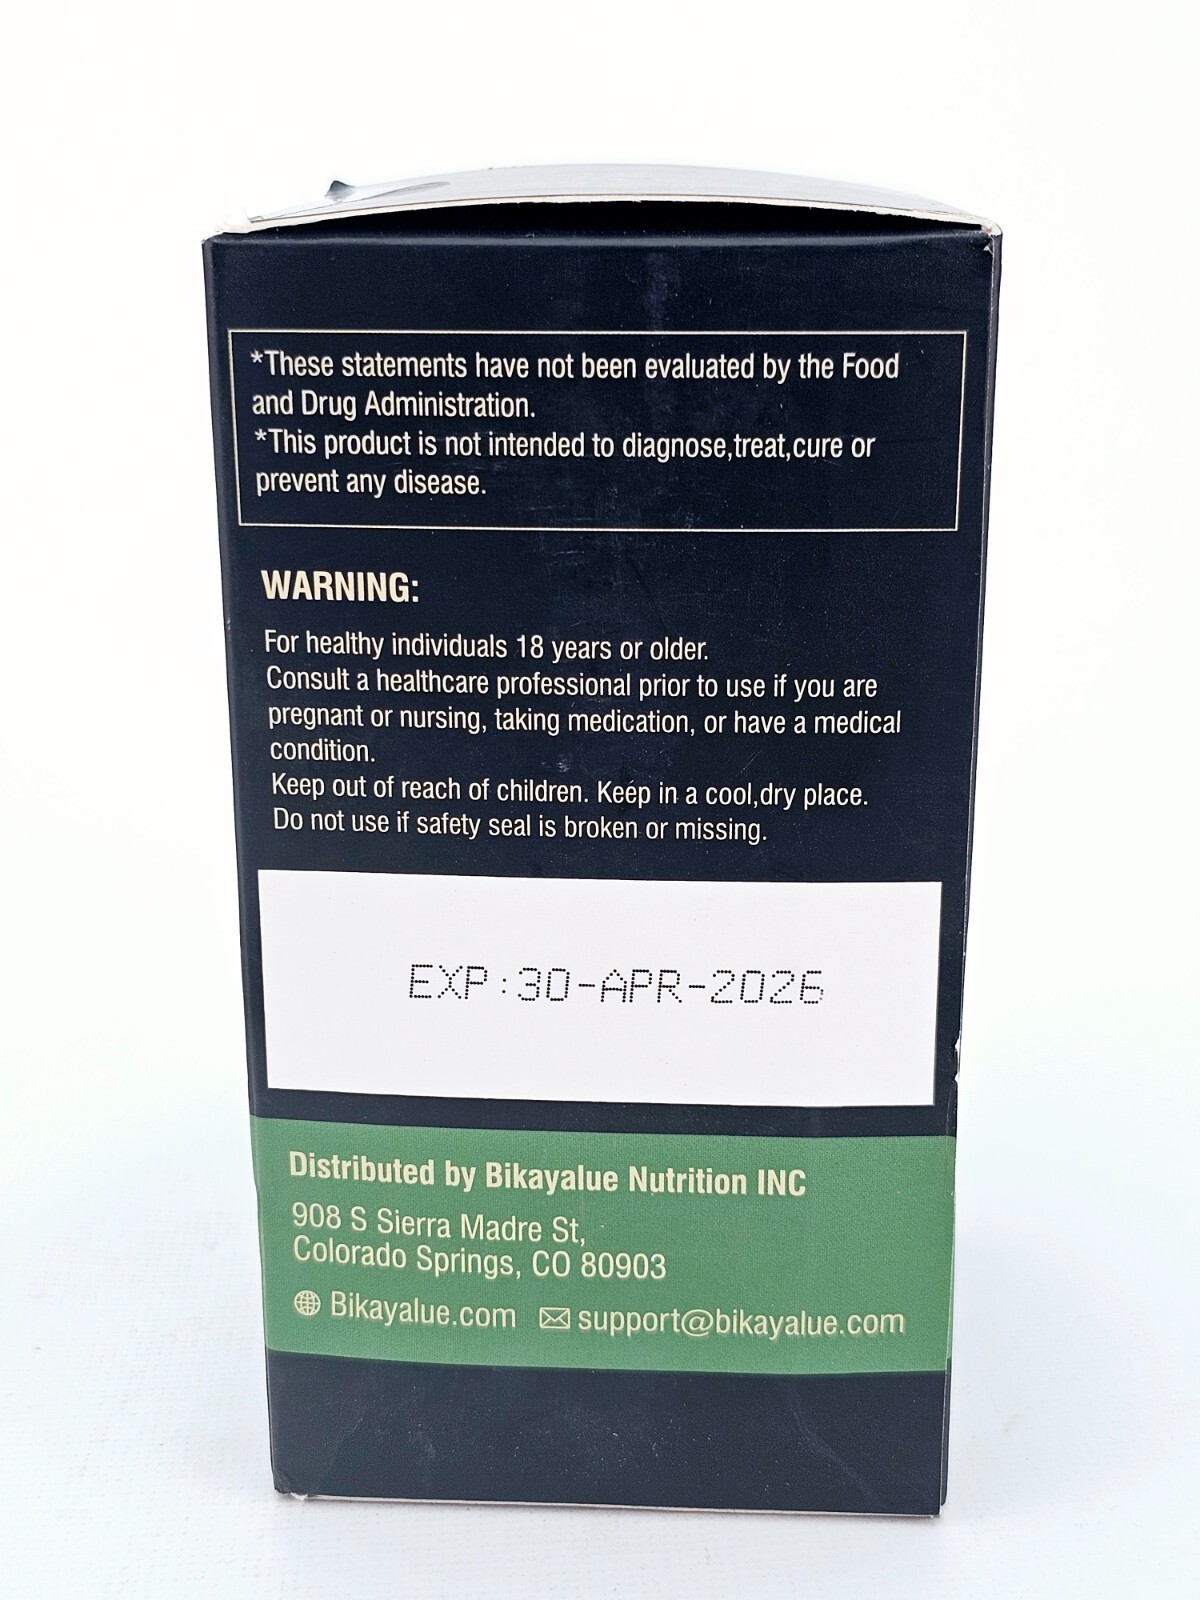 *These statements have not been evaluated by the Food
and Drug Administration.
*This product is not intended to diagnose,treat,cure or
prevent any disease.
WARNING:
For healthy individuals 18 years or older.
Consult a healthcare professional prior to use if you are
pregnant or nursing, taking medication, or have a medical
condition.
Keep out of reach of children. Keep in a cool,dry place.
Do not use if safety seal is broken or missing.
EXP:30-APR-2026
Distributed by Bikayalue Nutrition INC
908 S Sierra Madre St,
Colorado Springs, CO 80903
Bikayalue.com support@bikayalue.com